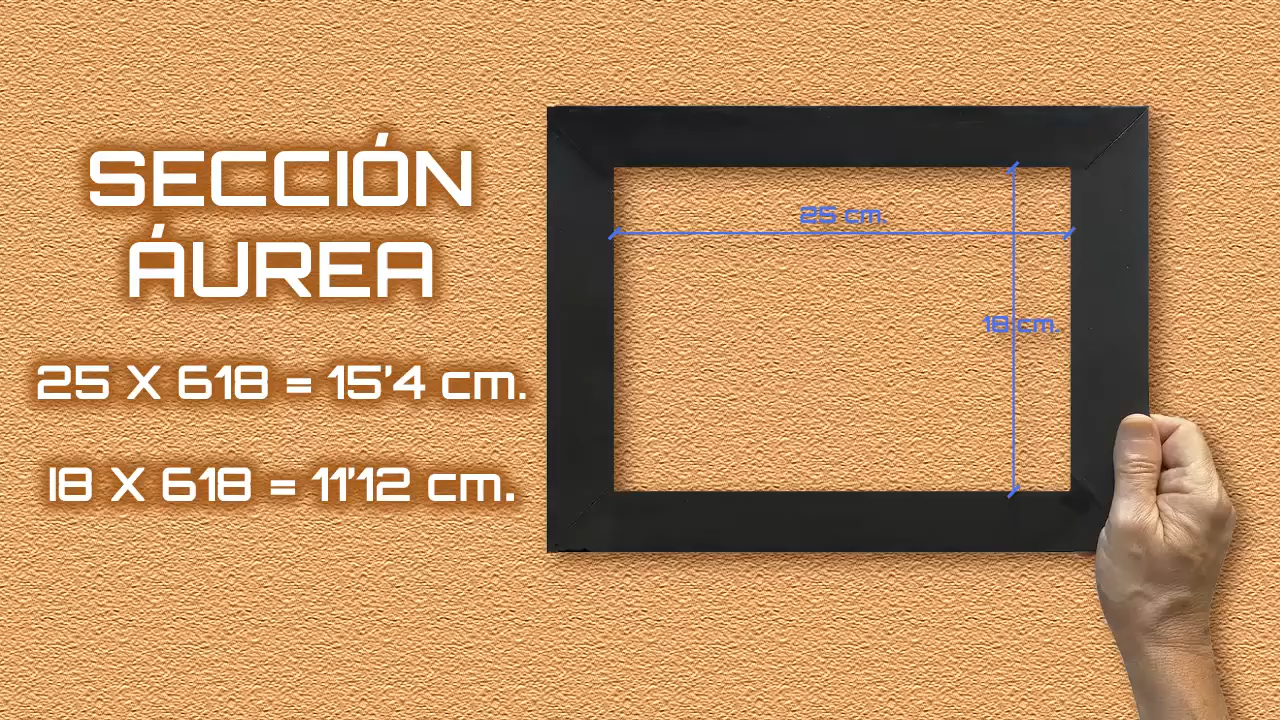 SECCIÓN
ÁUREA
25 X 618 = 15'4 cm.
18 X 618 = 11'12 cm.
25 cm.
18 cm.